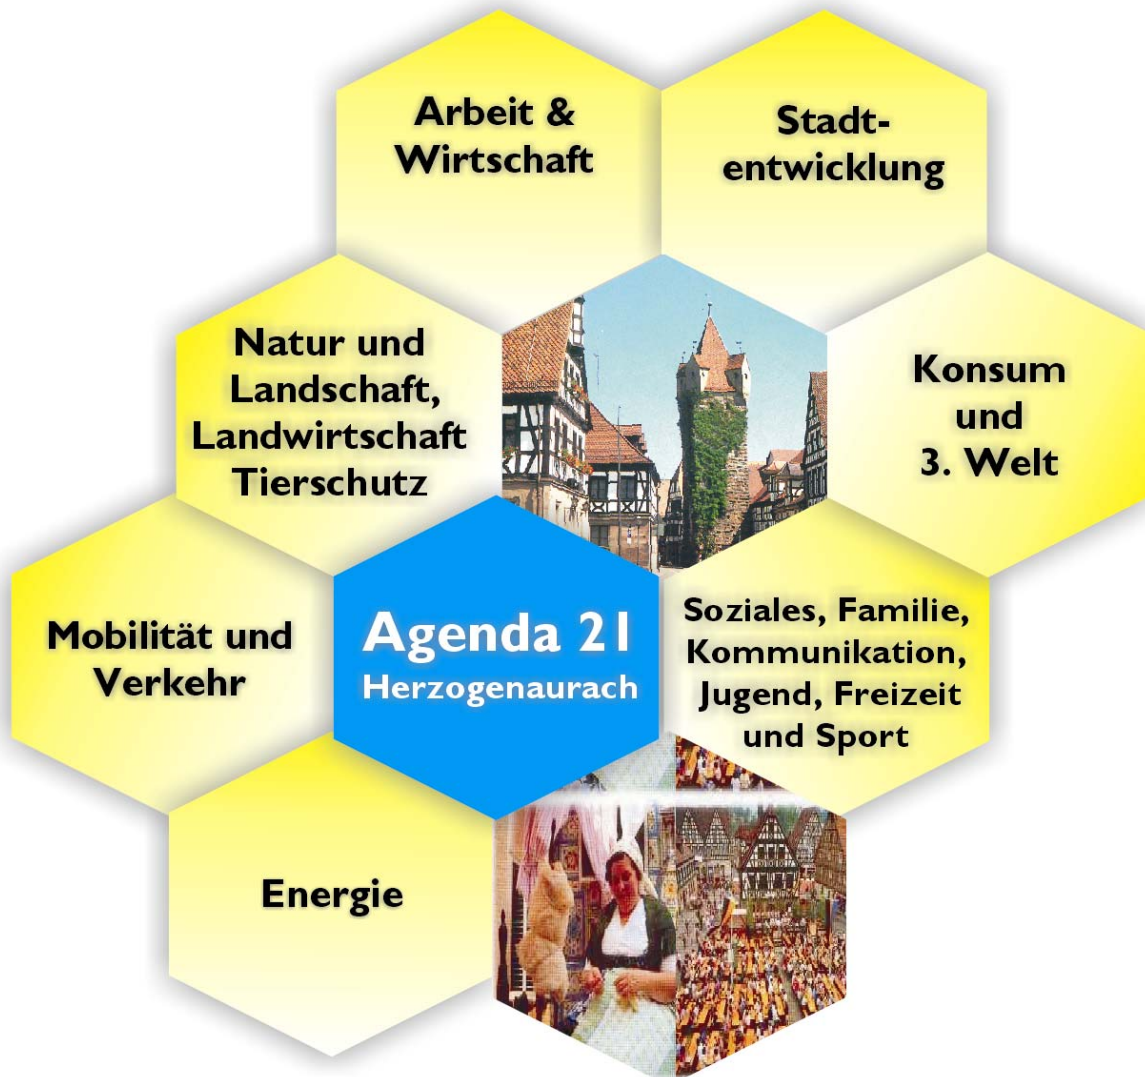 Arbeit &
Wirtschaft
Stadt-
entwicklung
Natur und
Landschaft,
Landwirtschaft
Tierschutz
Konsum
und
3. Welt
Mobilität und
Verkehr
Agenda 21
Herzogenaurach
Soziales, Familie,
Kommunikation,
Jugend, Freizeit
und Sport
Energie